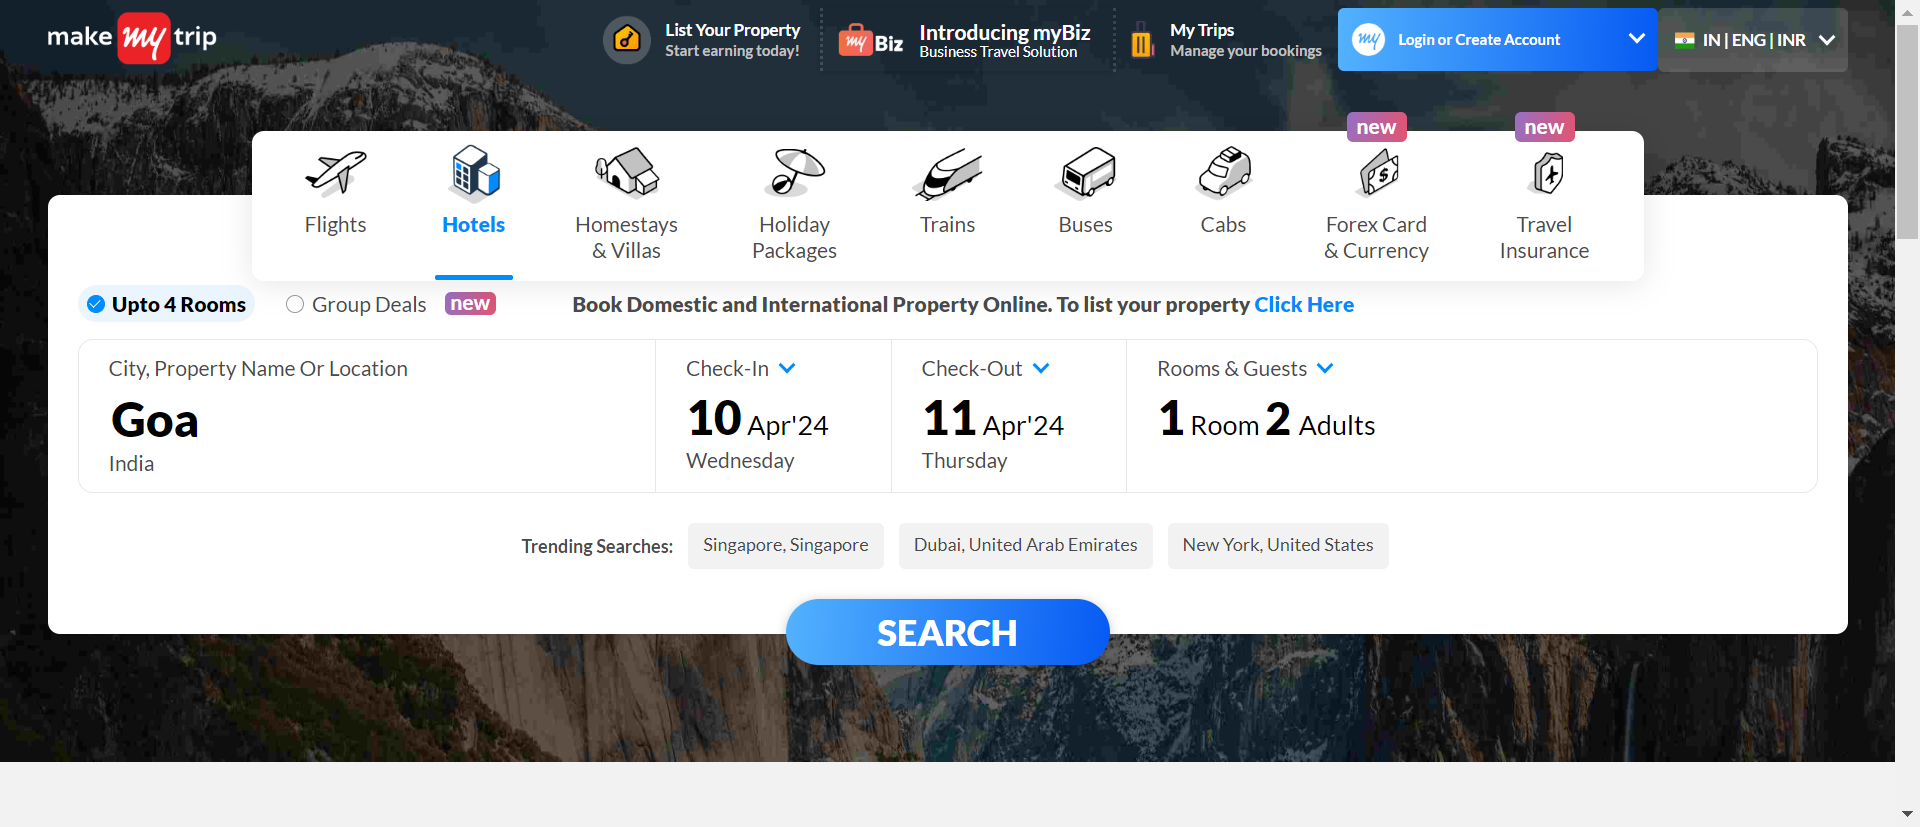 make my trip
List Your Property
Start earning today!
my Biz
Introducing myBiz
Business Travel Solution
My Trips
Manage your bookings
my
Login or Create Account
IN | ENG | INR
new
new
Flights
Hotels
Homestays
& Villas
Holiday
Packages
Trains
Buses
Cabs
Forex Card
& Currency
Travel
Insurance
Upto 4 Rooms
Group Deals
new
Book Domestic and International Property Online. To list your property Click Here
City, Property Name Or Location
Goa
India
Check-In
10 Apr'24
Wednesday
Check-Out
11 Apr'24
Thursday
Rooms & Guests
1 Room 2 Adults
Trending Searches:
Singapore, Singapore
Dubai, United Arab Emirates
New York, United States
SEARCH